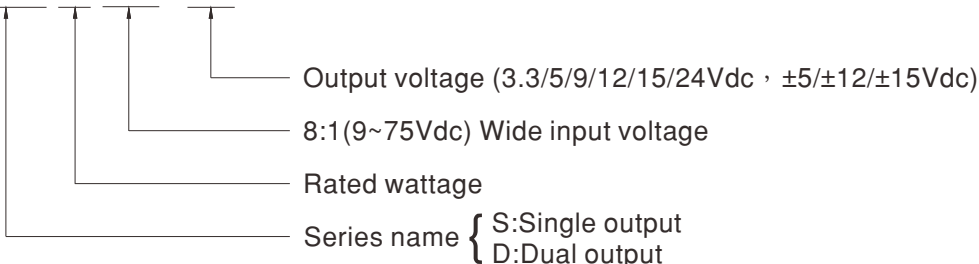 Output voltage (3.3/5/9/12/15/24Vdc，±5/±12/±15Vdc)
8:1(9~75Vdc) Wide input voltage
Rated wattage
Series name { S:Single output
D:Dual output